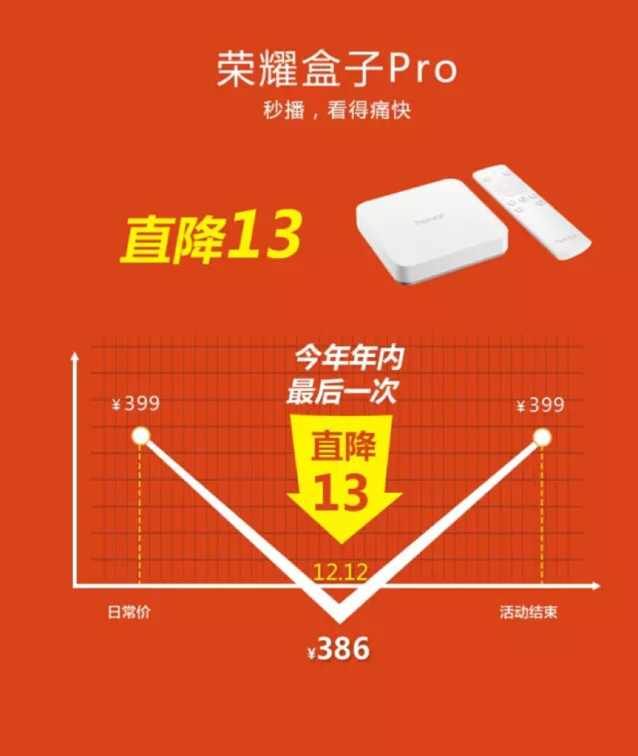 荣耀盒子Pro
秒播，看得痛快
直降13
honor
honor
今年年内
最后一次
¥399
¥399
直降
13
12.12
日常价
活动结束
¥386